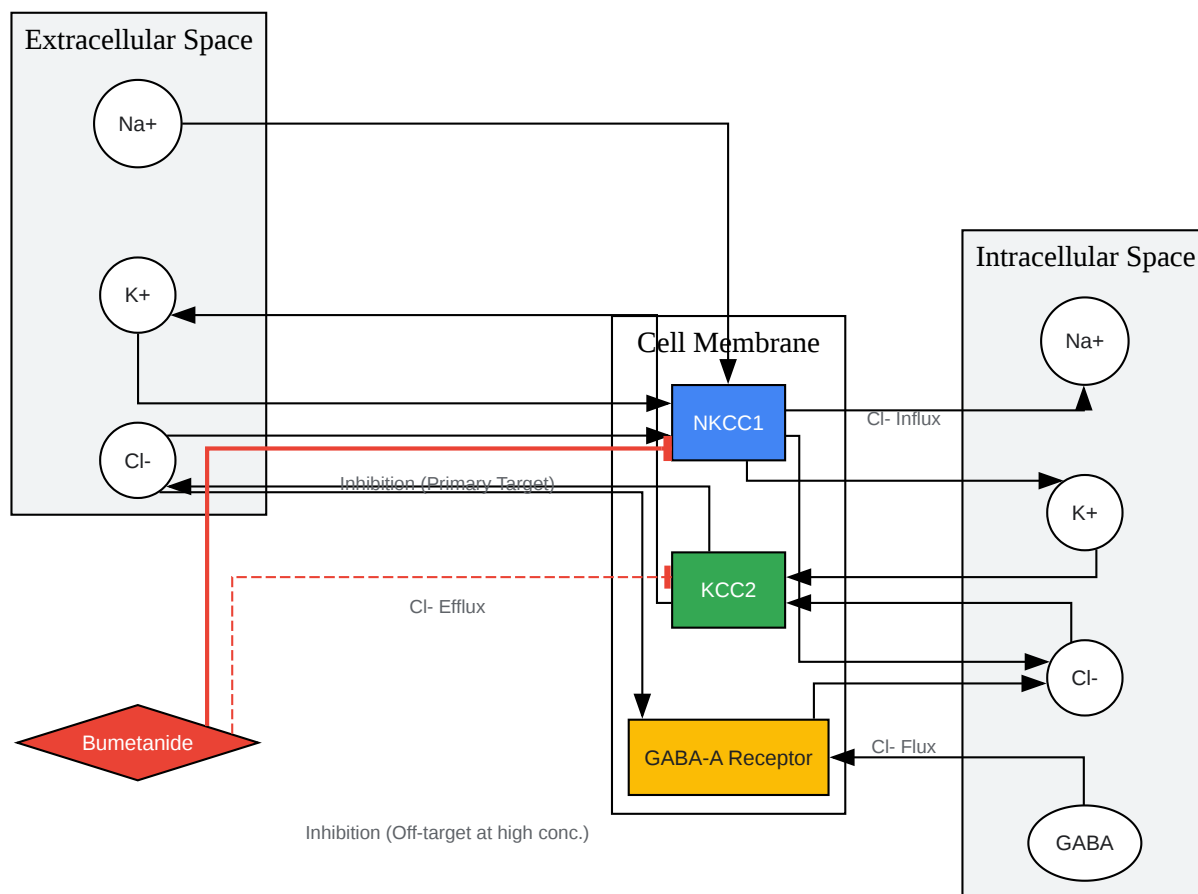 Extracellular Space
Na+
K+
Cl-
Cell Membrane
NKCC1
KCC2
GABA-A Receptor
Intracellular Space
Na+
K+
Cl-
GABA
Cl- Influx
Inhibition (Primary Target)
Cl- Efflux
Cl- Flux
Bumetanide
Inhibition (Off-target at high conc.)